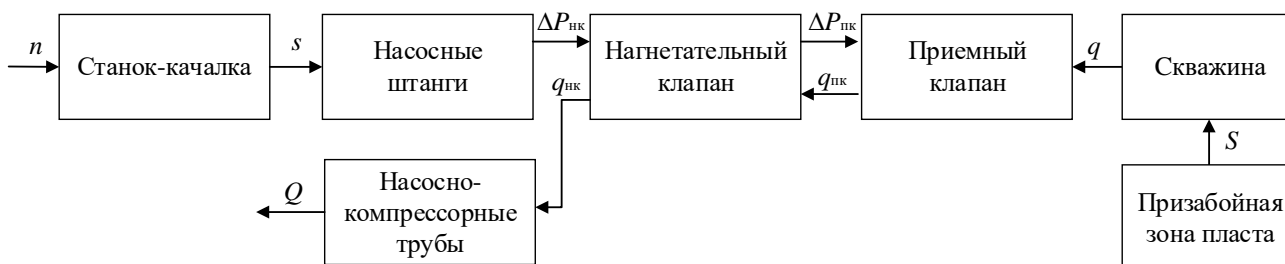 n
Станок-качалка
s
Насосные
штанги
ΔPнк
qнк
Нагнетательный
клапан
ΔPпк
qпк
Приемный
клапан
q
Скважина
S
Призабойная
зона пласта
Насосно-
компрессорные
трубы
Q